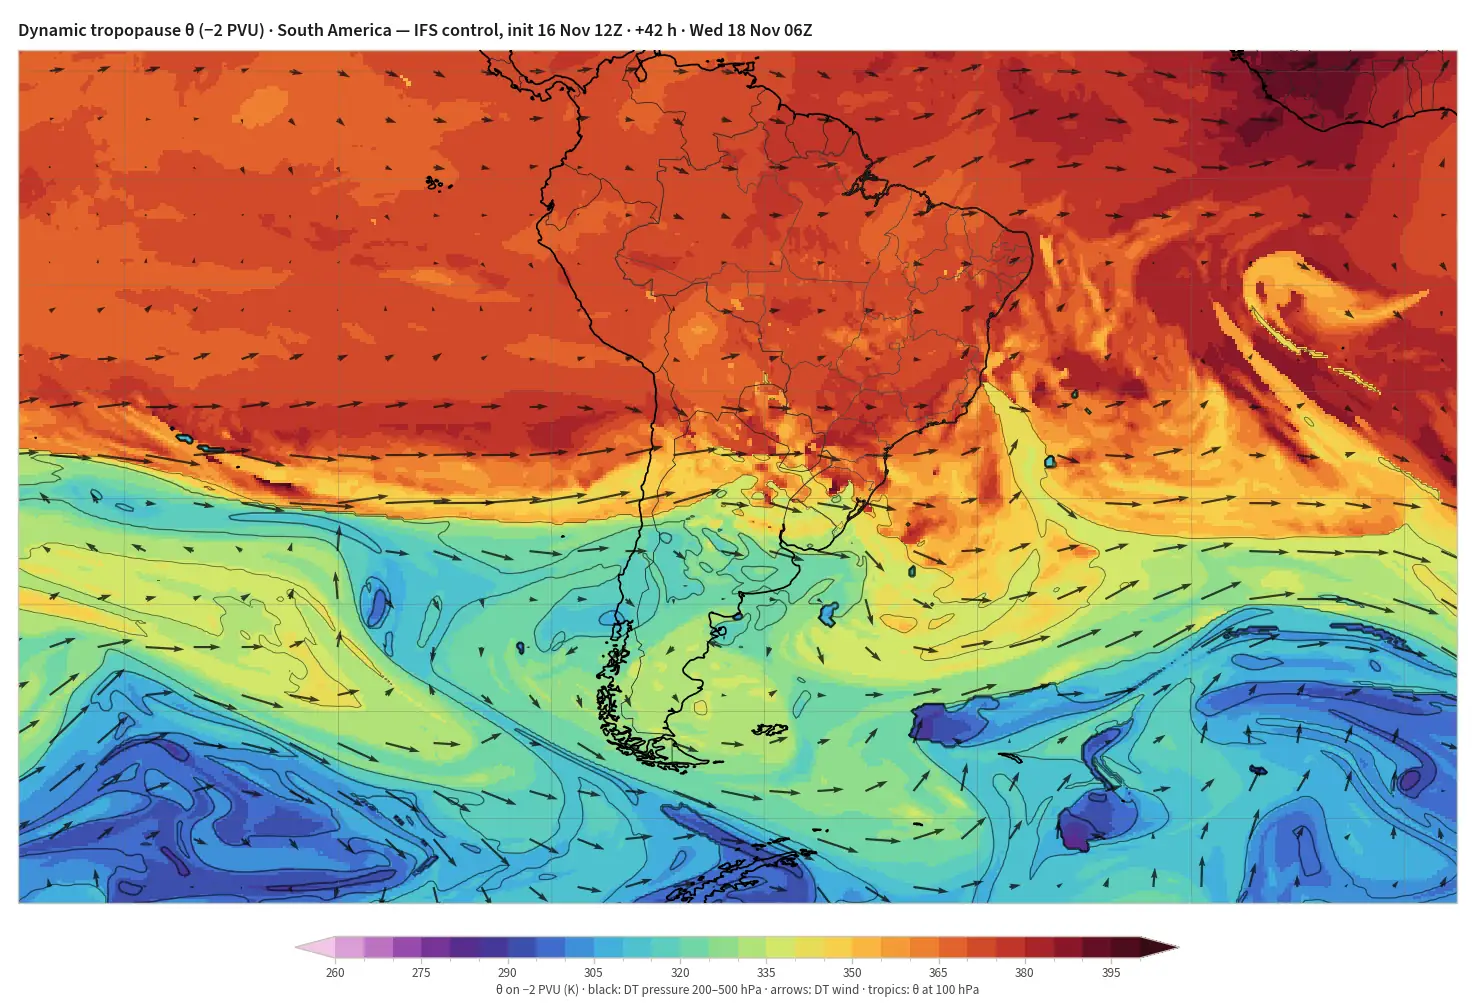 Dynamic tropopause θ (−2 PVU) · South America — IFS control, init 16 Nov 12Z · +42 h · Wed 18 Nov 06Z
260 275 290 305 320 335 350 365 380 395
θ on −2 PVU (K) · black: DT pressure 200–500 hPa · arrows: DT wind · tropics: θ at 100 hPa